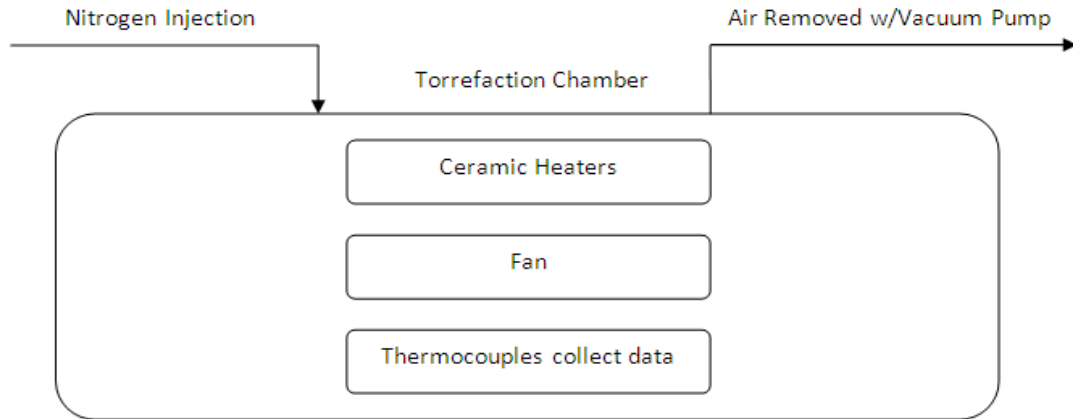 Nitrogen Injection
Air Removed w/Vacuum Pump
Torrefaction Chamber
Ceramic Heaters
Fan
Thermocouples collect data